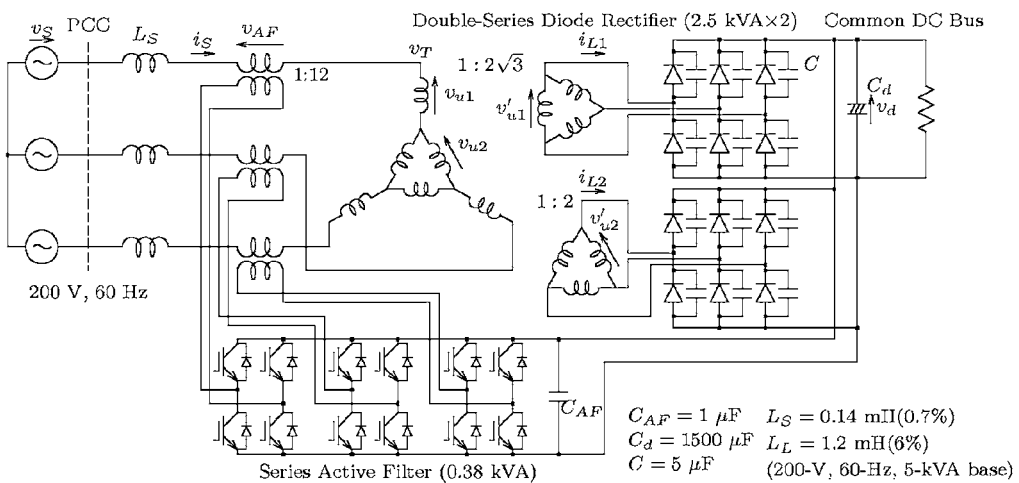 Double-Series Diode Rectifier (2.5 kVA×2)
Common DC Bus
PCC
v_S
L_S
i_S
v_AF
1:12
v_T
v_u1
v_u2
1 : 2√3
i_L1
v'_u1
C
C_d
v_d
i_L2
1 : 2
v'_u2
200 V, 60 Hz
C_AF
Series Active Filter (0.38 kVA)
C_AF = 1 μF L_S = 0.14 mH(0.7%)
C_d = 1500 μF L_L = 1.2 mH(6%)
C = 5 μF (200-V, 60-Hz, 5-kVA base)